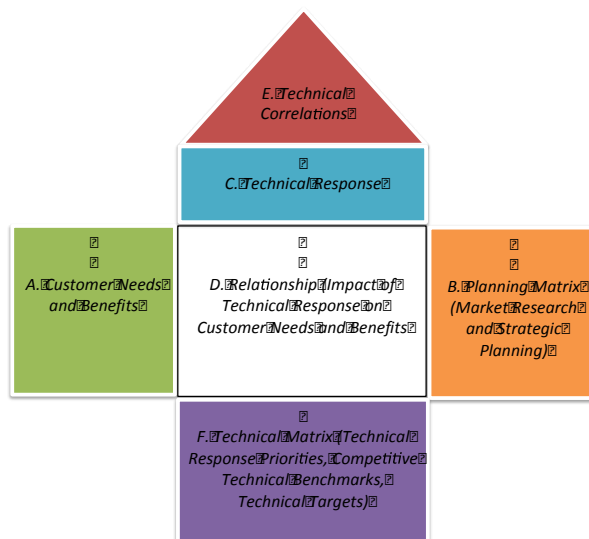 E. Technical
Correlations
C. Technical Response
A. Customer Needs
and Benefits
D. Relationship (Impact of
Technical Response on
Customer Needs and Benefits
B. Planning Matrix
(Market Research
and Strategic
Planning)
F. Technical Matrix (Technical
Response Priorities, Competitive
Technical Benchmarks,
Technical Targets)